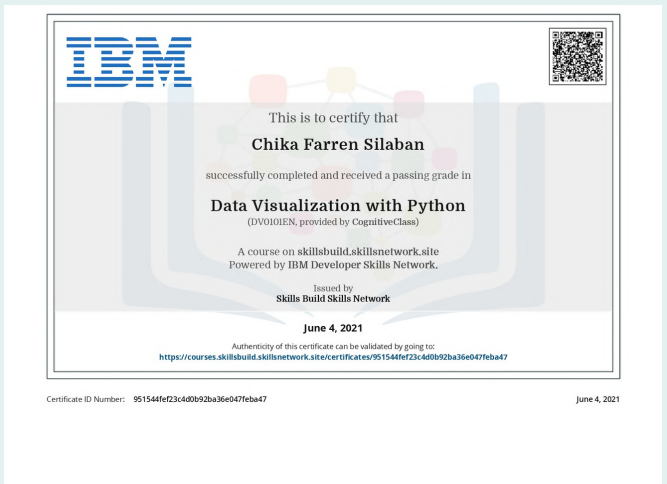 IBM
This is to certify that
Chika Farren Silaban
successfully completed and received a passing grade in
Data Visualization with Python
(DV0101EN, provided by CognitiveClass)
A course on skillsbuild.skillsnetwork.site
Powered by IBM Developer Skills Network.
Issued by
Skills Build Skills Network
June 4, 2021
Authenticity of this certificate can be validated by going to:
https://courses.skillsbuild.skillsnetwork.site/certificates/951544fef23c4d0b92ba36e047feba47
Certificate ID Number: 951544fef23c4d0b92ba36e047feba47
June 4, 2021